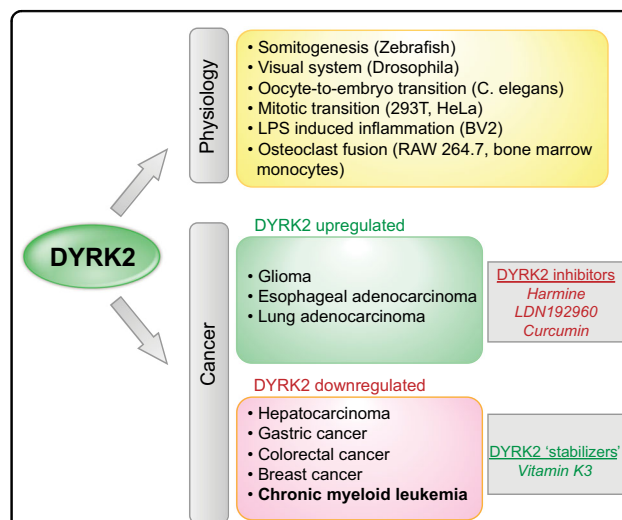 DYRK2
Physiology
• Somitogenesis (Zebrafish)
• Visual system (Drosophila)
• Oocyte-to-embryo transition (C. elegans)
• Mitotic transition (293T, HeLa)
• LPS induced inflammation (BV2)
• Osteoclast fusion (RAW 264.7, bone marrow
monocytes)
Cancer
DYRK2 upregulated
• Glioma
• Esophageal adenocarcinoma
• Lung adenocarcinoma
DYRK2 inhibitors
Harmine
LDN192960
Curcumin
DYRK2 downregulated
• Hepatocarcinoma
• Gastric cancer
• Colorectal cancer
• Breast cancer
• Chronic myeloid leukemia
DYRK2 ‘stabilizers’
Vitamin K3